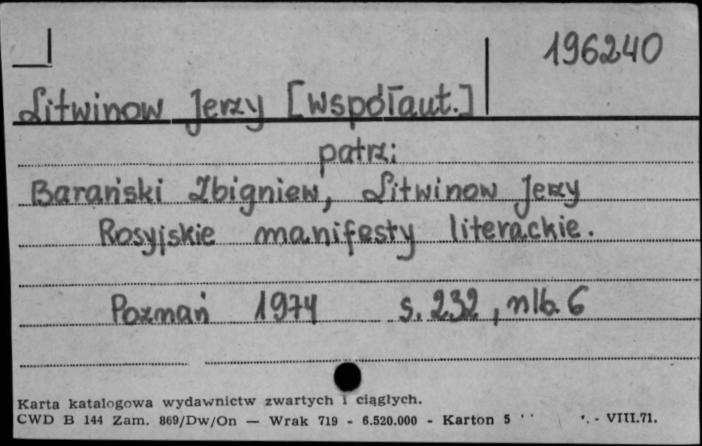 196240
Litwinow Jerzy [współaut.]
patrz:
Barański Zbigniew, Litwinow Jerzy
Rosyjskie manifesty literackie.
Poznań 1974 s. 232, nlb. 6
Karta katalogowa wydawnictw zwartych i ciągłych.
CWD B 144 Zam. 869/Dw/On — Wrak 719 - 6.520.000 - Karton 5 - VIII.71.